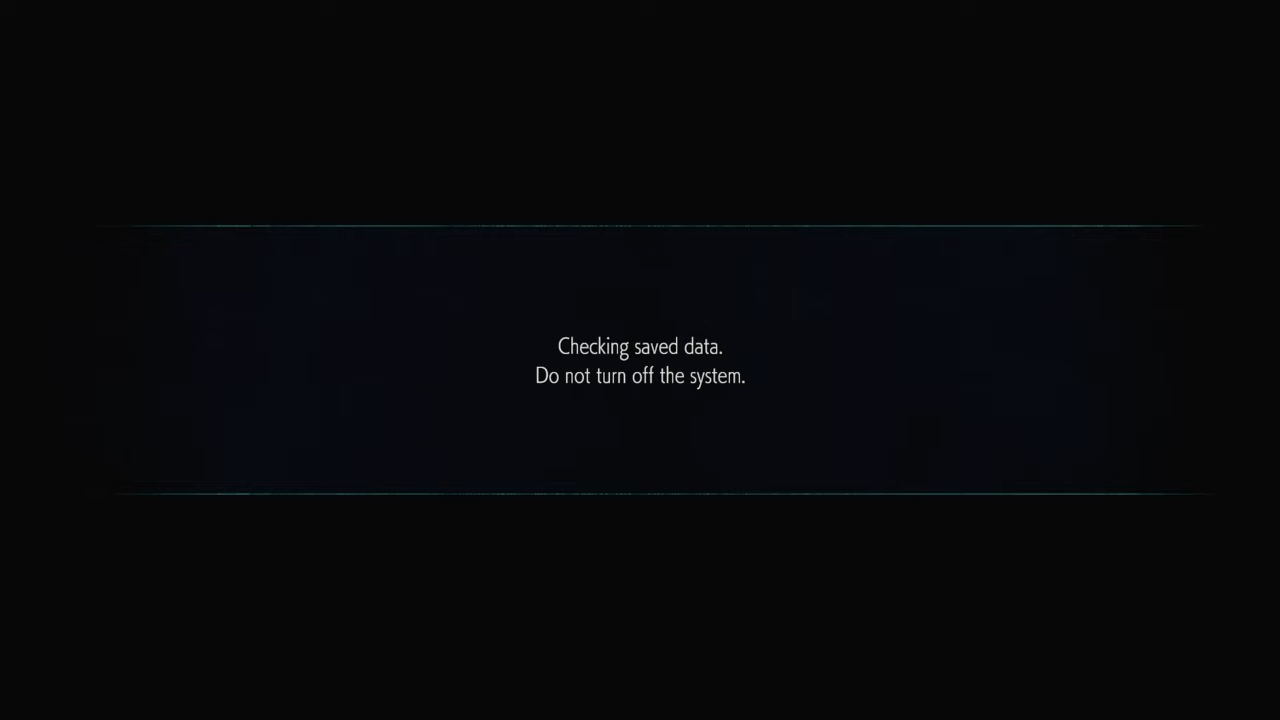 Checking saved data.
Do not turn off the system.